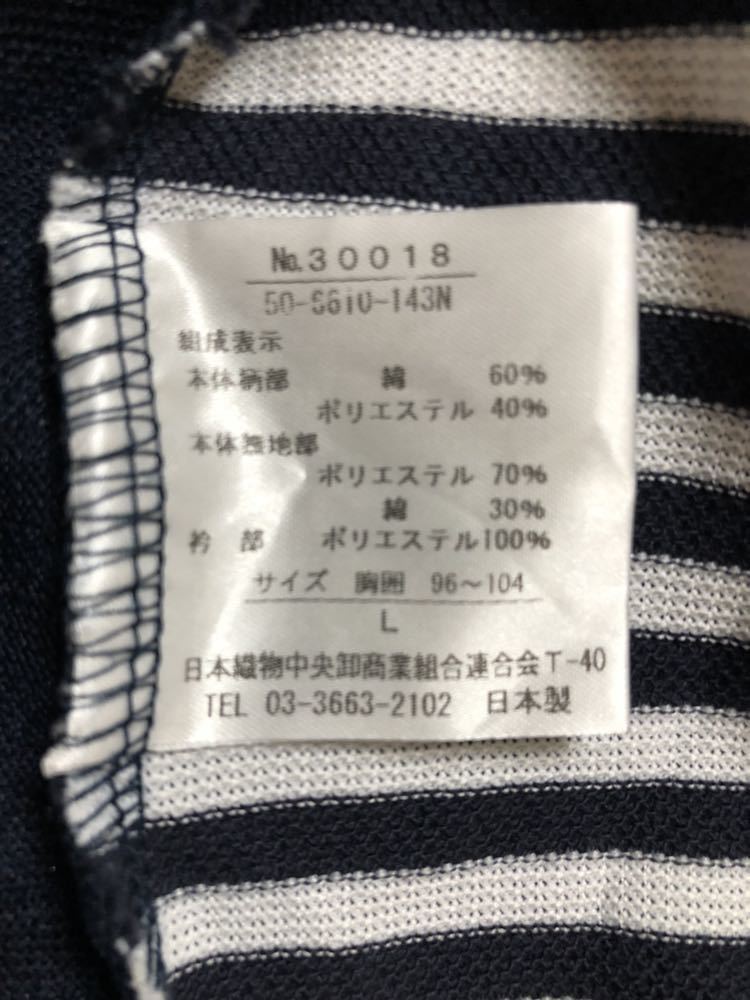 No.30018
50-S610-143N
組成表示
本体柄部 綿 60%
ポリエステル 40%
本体無地部
ポリエステル 70%
綿 30%
衿 部 ポリエステル100%
サイズ 胸囲 96〜104
L
日本織物中央卸商業組合連合会T-40
TEL 03-3663-2102 日本製